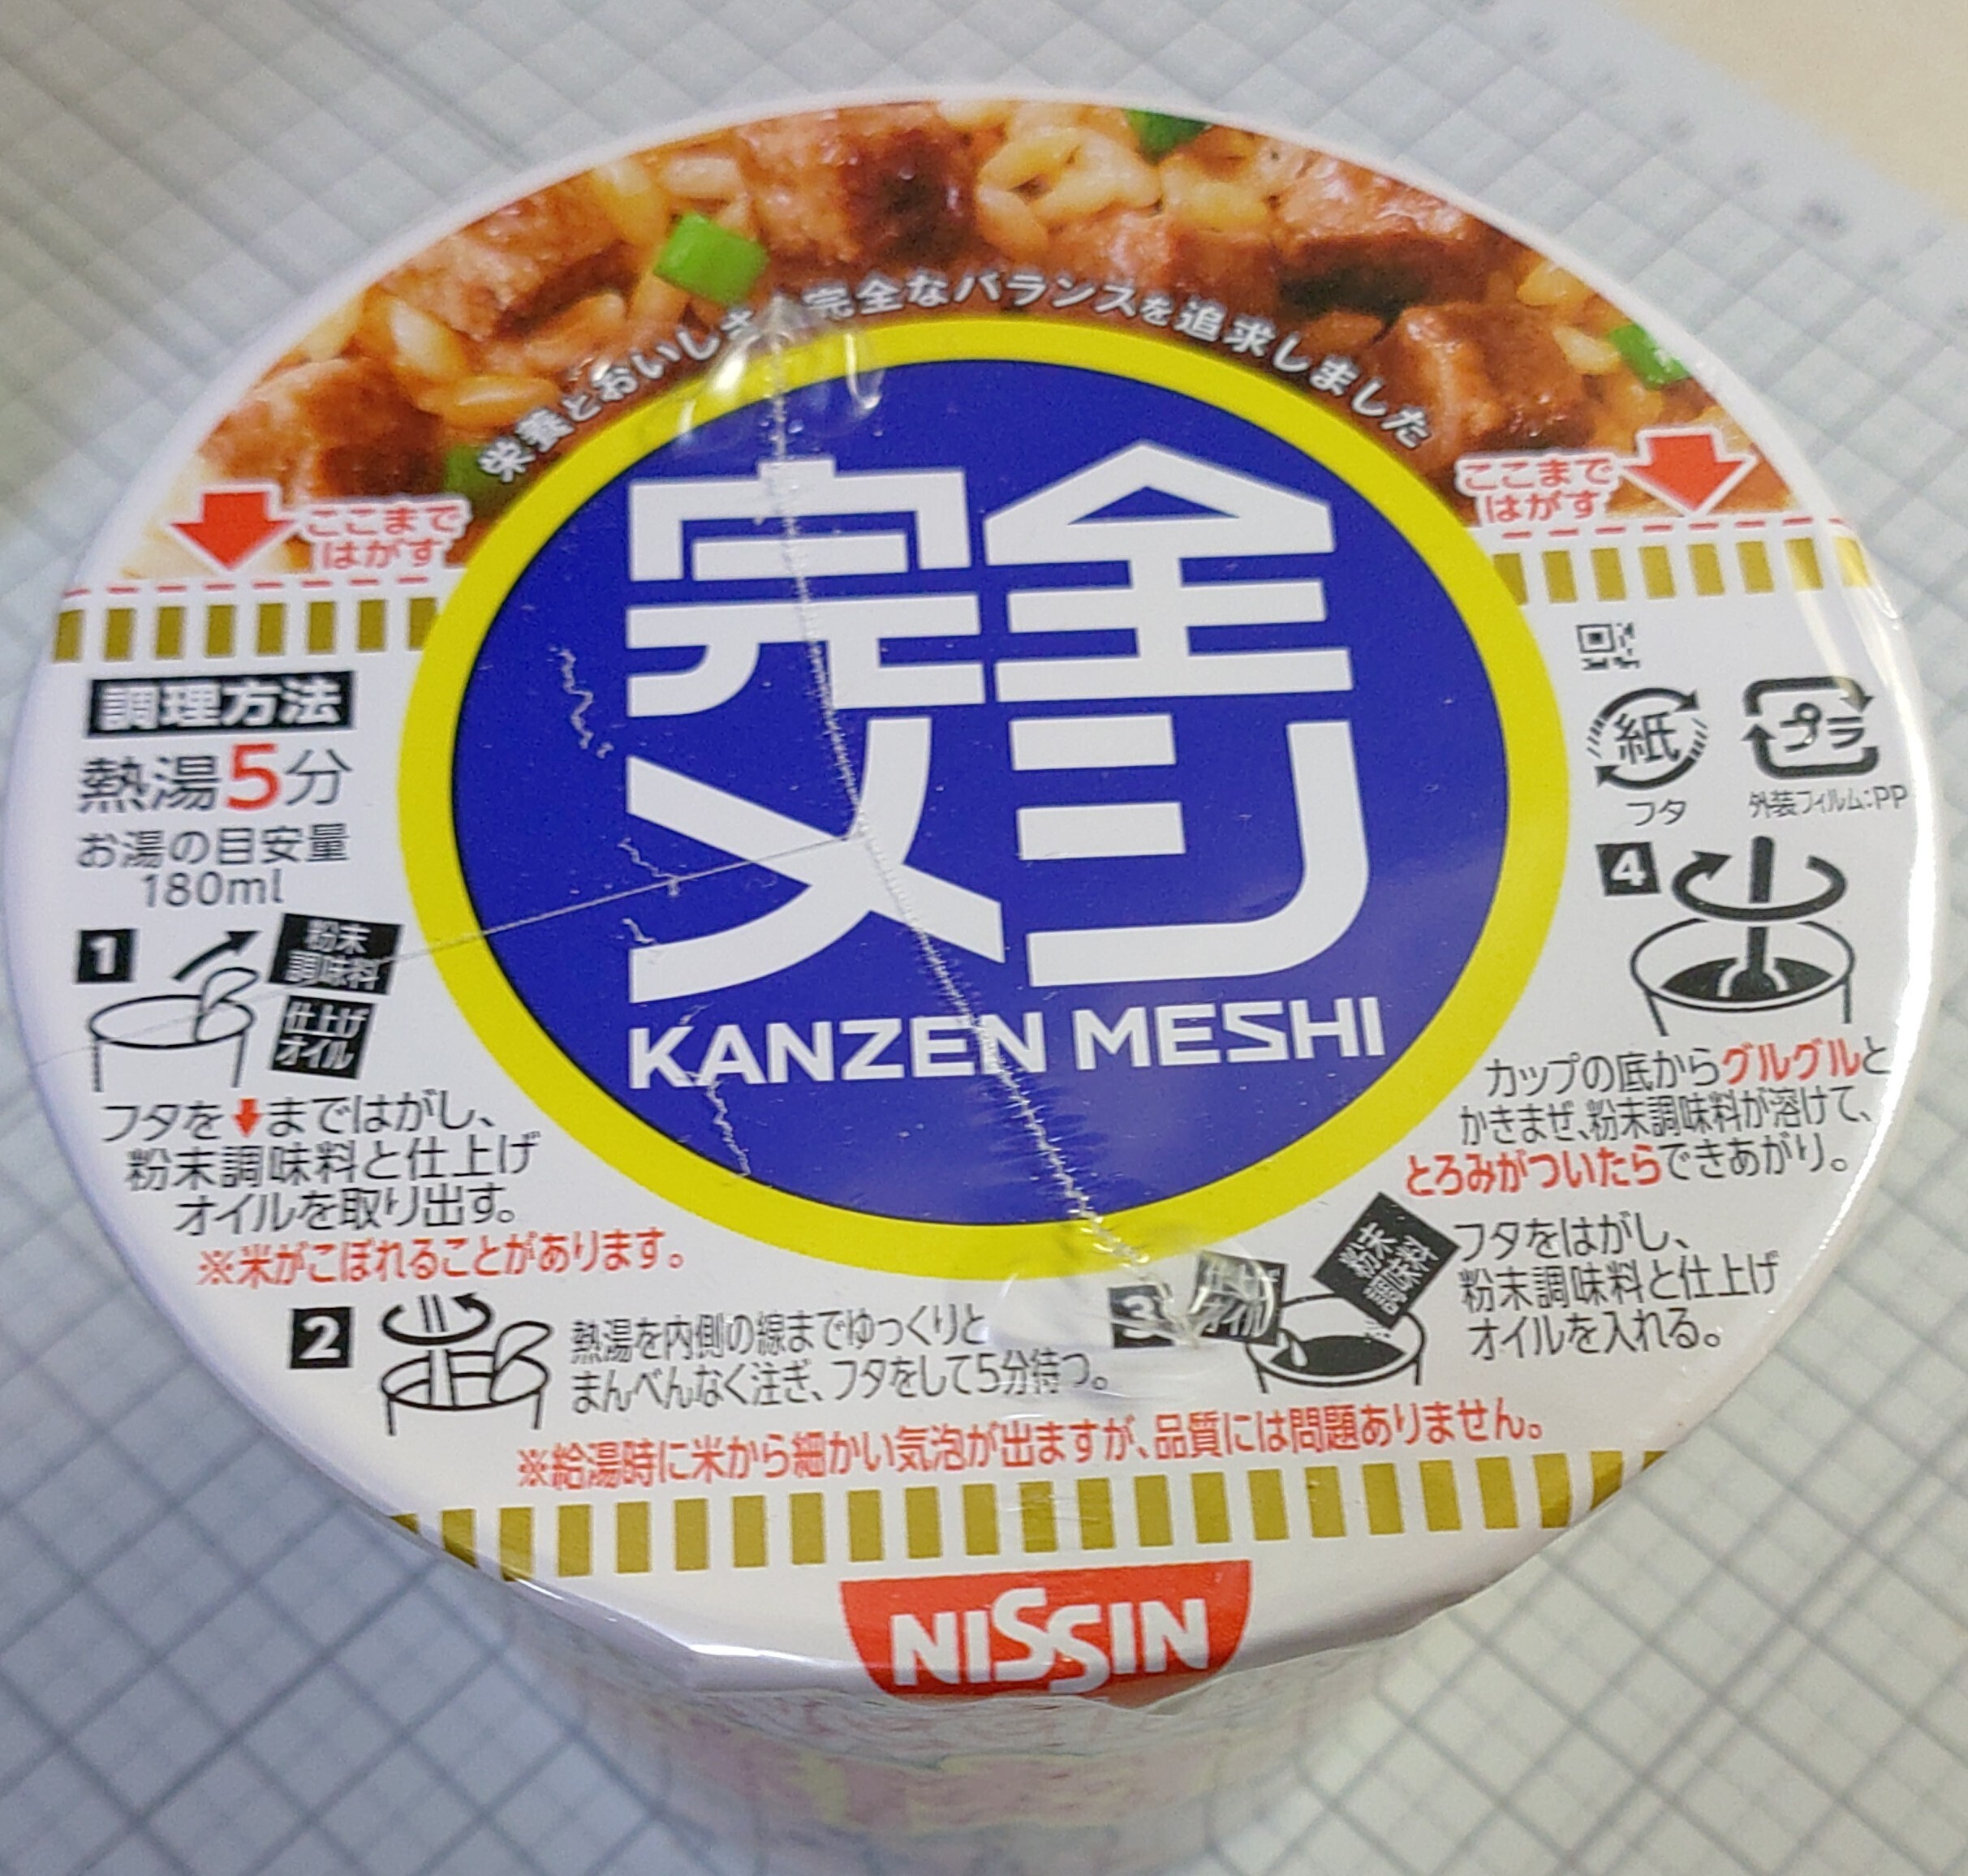 栄養とおいしさ 完全なバランスを追求しました
ここまで
はがす
ここまで
はがす
完全
メシ
KANZEN MESHI
調理方法
熱湯5分
お湯の目安量
180ml
1
粉末
調味料
仕上げ
オイル
フタを⬇まではがし、
粉末調味料と仕上げ
オイルを取り出す。
※米がこぼれることがあります。
2
熱湯を内側の線までゆっくりと
まんべんなく注ぎ、フタをして5分待つ。
3
粉末
調味料
フタをはがし、
粉末調味料と仕上げ
オイルを入れる。
※給湯時に米から細かい気泡が出ますが、品質には問題ありません。
紙
フタ
プラ
外装フィルム:PP
4
カップの底からグルグルと
かきまぜ、粉末調味料が溶けて、
とろみがついたらできあがり。
NISSIN